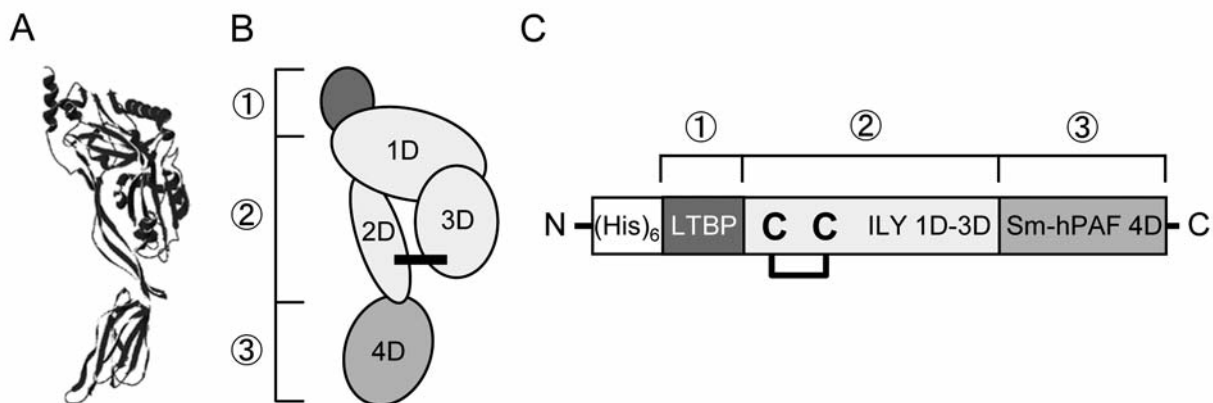 A
B
C
①
②
③
1D
2D
3D
4D
①
②
③
N
(His)6
LTBP
C C
ILY 1D-3D
Sm-hPAF 4D
C